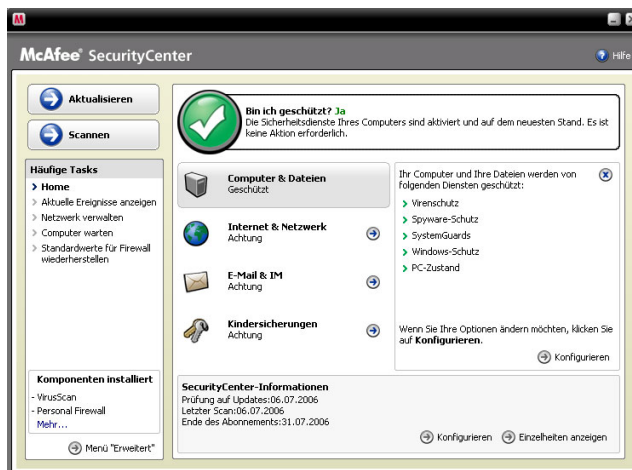 McAfee® SecurityCenter
Hilfe
Aktualisieren
Scannen
Häufige Tasks
Home
Aktuelle Ereignisse anzeigen
Netzwerk verwalten
Computer warten
Standardwerte für Firewall
wiederherstellen
Komponenten installiert
- VirusScan
- Personal Firewall
Mehr...
Menü "Erweitert"
Bin ich geschützt? Ja
Die Sicherheitsdienste Ihres Computers sind aktiviert und auf dem neuesten Stand. Es ist
keine Aktion erforderlich.
Computer & Dateien
Geschützt
Internet & Netzwerk
Achtung
E-Mail & IM
Achtung
Kindersicherungen
Achtung
Ihr Computer und Ihre Dateien werden von
folgenden Diensten geschützt:
Virenschutz
Spyware-Schutz
SystemGuards
Windows-Schutz
PC-Zustand
Wenn Sie Ihre Optionen ändern möchten, klicken Sie
auf Konfigurieren.
Konfigurieren
SecurityCenter-Informationen
Prüfung auf Updates:06.07.2006
Letzter Scan:06.07.2006
Ende des Abonnements:31.07.2006
Konfigurieren
Einzelheiten anzeigen